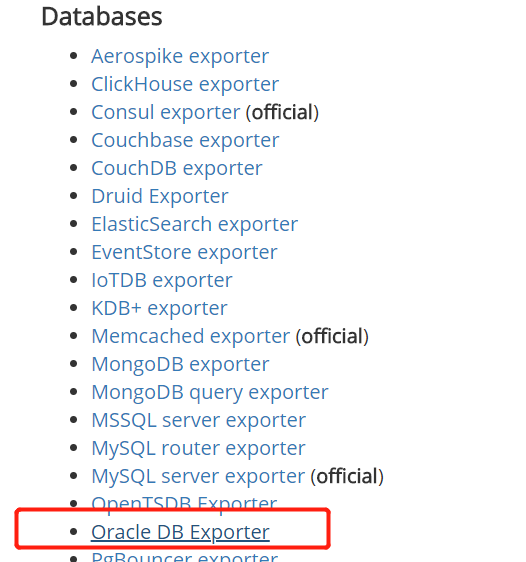 Databases
Aerospike exporter
ClickHouse exporter
Consul exporter (official)
Couchbase exporter
CouchDB exporter
Druid Exporter
ElasticSearch exporter
EventStore exporter
IoTDB exporter
KDB+ exporter
Memcached exporter (official)
MongoDB exporter
MongoDB query exporter
MSSQL server exporter
MySQL router exporter
MySQL server exporter (official)
OpenTSDB Exporter
Oracle DB Exporter
PgBouncer exporter